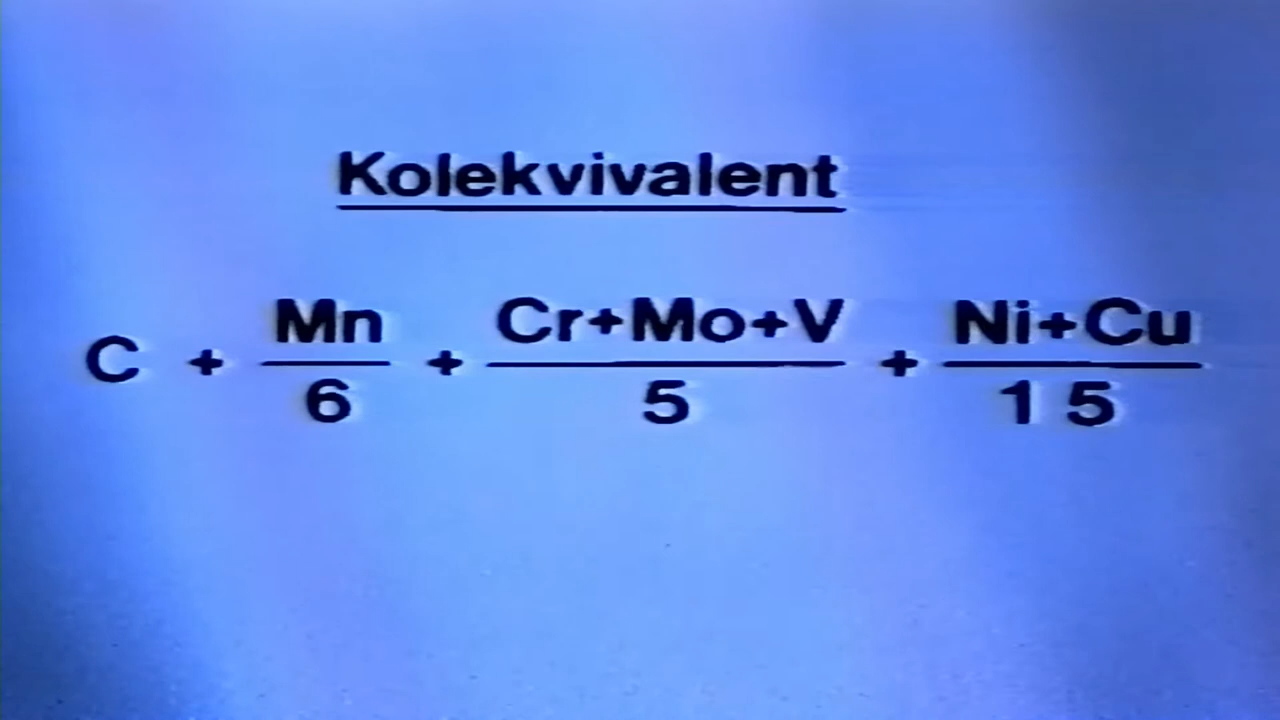 Kolekvivalent
C + Mn/6 + Cr+Mo+V/5 + Ni+Cu/15